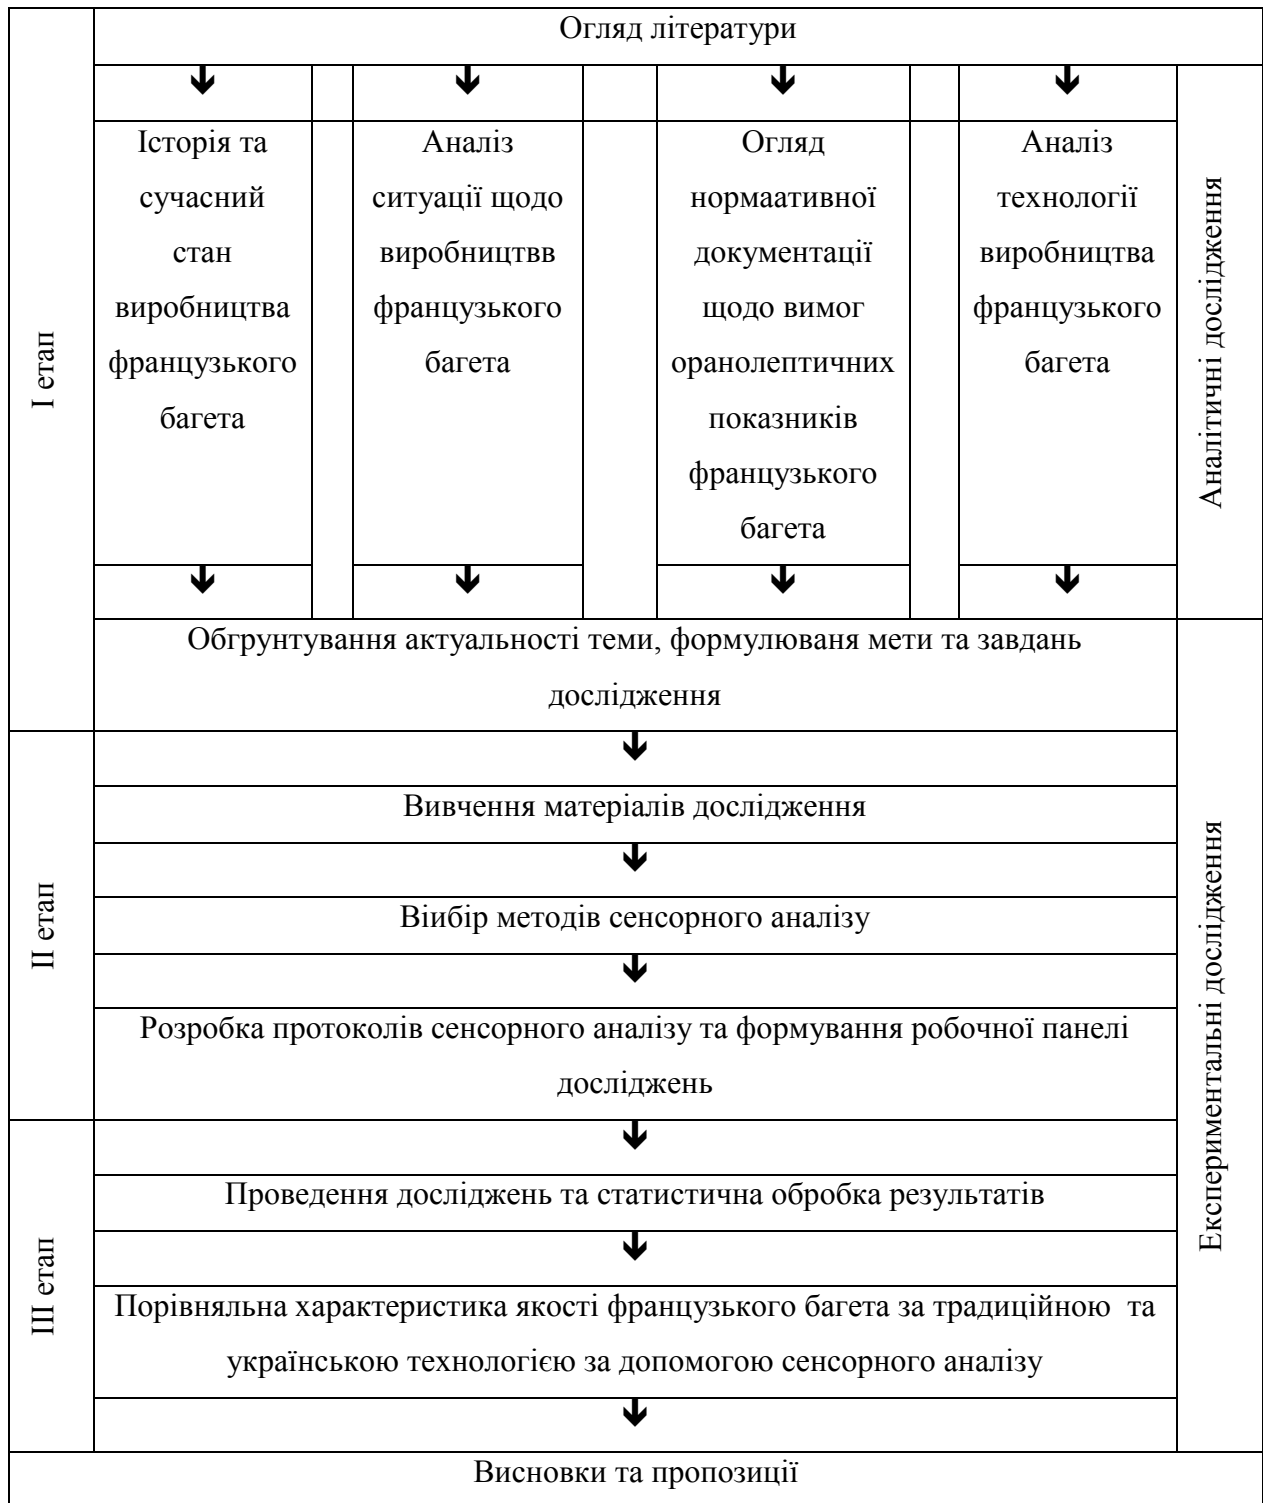 Огляд літератури
Історія та
сучасний
стан
виробництва
французького
багета
Аналіз
ситуації щодо
виробництвв
французького
багета
Огляд
нормаативної
документації
щодо вимог
оранолептичних
показників
французького
багета
Аналіз
технології
виробництва
французького
багета
І етап
Аналітичні дослідження
Обгрунтування актуальності теми, формулюваня мети та завдань
дослідження
ІІ етап
Вивчення матеріалів дослідження
Віибір методів сенсорного аналізу
Розробка протоколів сенсорного аналізу та формування робочної панелі
досліджень
Експериментальні дослідження
ІІІ етап
Проведення досліджень та статистична обробка результатів
Порівняльна характеристика якості французького багета за традиційною та
українською технологією за допомогою сенсорного аналізу
Висновки та пропозиції